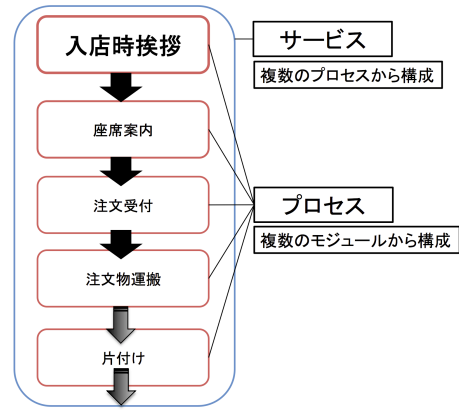 入店時挨拶
座席案内
注文受付
注文物運搬
片付け
サービス
複数のプロセスから構成
プロセス
複数のモジュールから構成